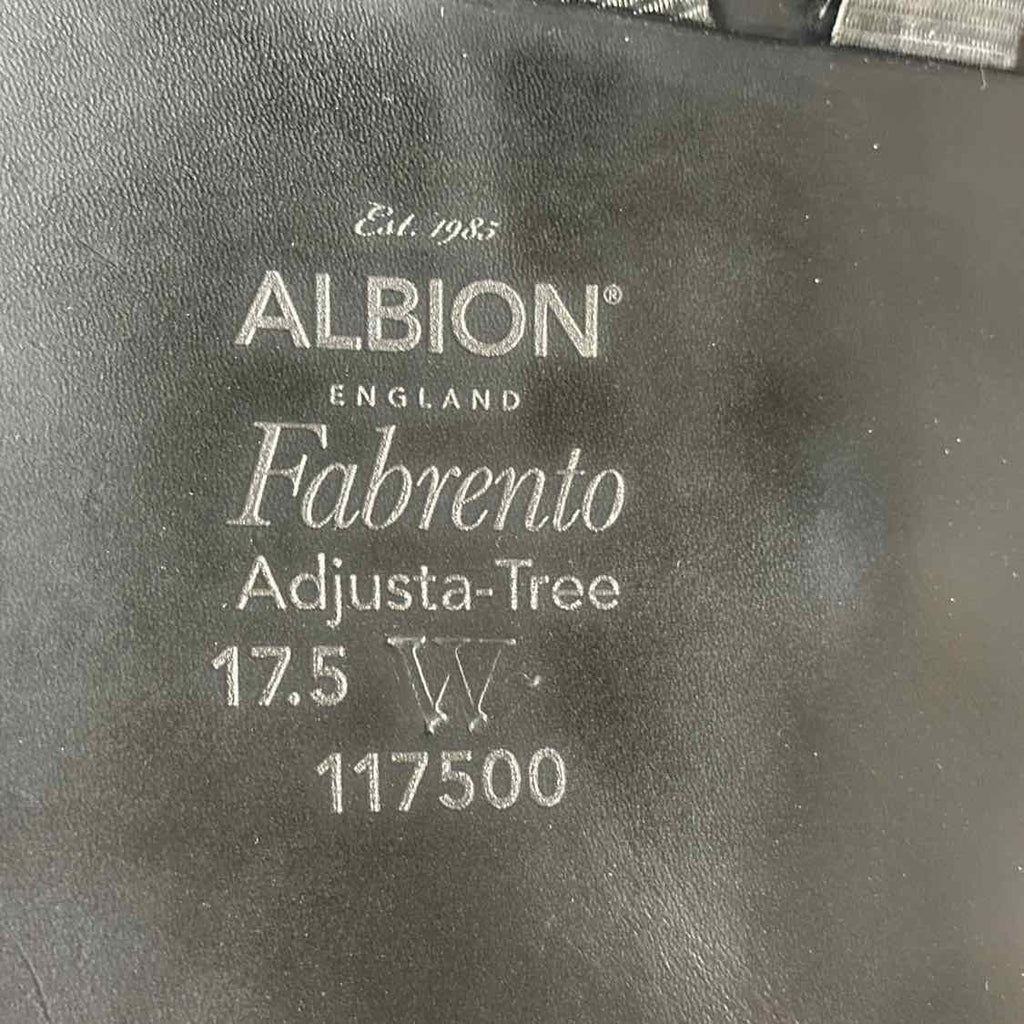 Est. 1985
ALBION®
ENGLAND
Fabrento
Adjusta-Tree
17.5 W
117500